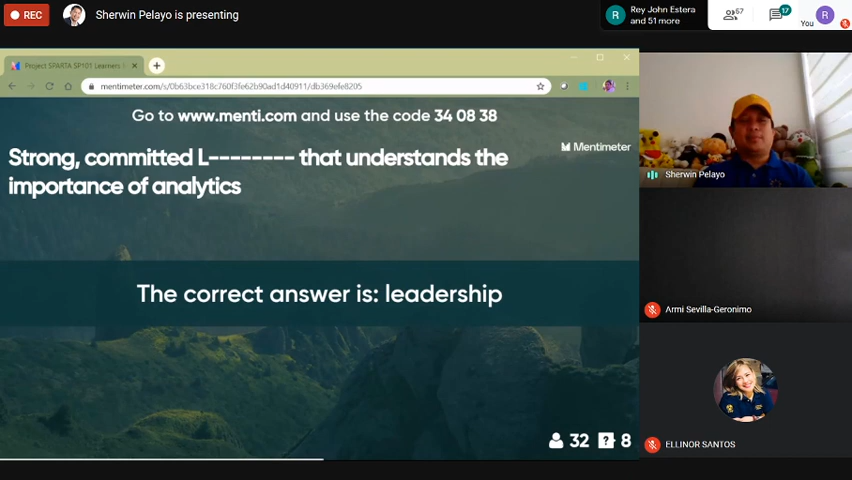 REC
Sherwin Pelayo is presenting
R
Rey John Estera
and 51 more
67
17
R
You
Project SPARTA SPY01 Learners
mentimeter.com/s/0b63bce318c760f3fe62b90ad1d40911/db369efe8205
Go to www.menti.com and use the code 34 08 38
Mentimeter
Strong, committed L-------- that understands the
importance of analytics
The correct answer is: leadership
32
8
Sherwin Pelayo
Armi Sevilla-Geronimo
ELLINOR SANTOS